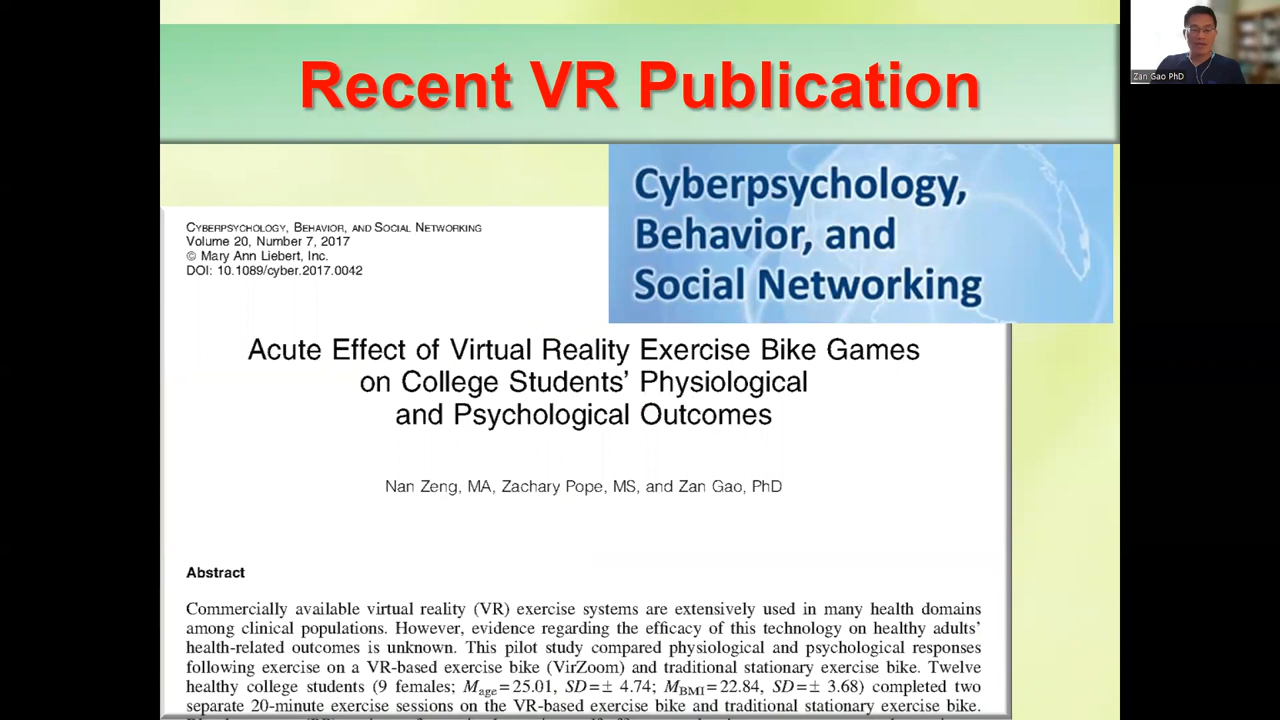 Recent VR Publication
Zan Gao PhD
Cyberpsychology,
Behavior, and
Social Networking
Cyberpsychology, Behavior, and Social Networking
Volume 20, Number 7, 2017
© Mary Ann Liebert, Inc.
DOI: 10.1089/cyber.2017.0042
Acute Effect of Virtual Reality Exercise Bike Games
on College Students’ Physiological
and Psychological Outcomes
Nan Zeng, MA, Zachary Pope, MS, and Zan Gao, PhD
Abstract
Commercially available virtual reality (VR) exercise systems are extensively used in many health domains
among clinical populations. However, evidence regarding the efficacy of this technology on healthy adults’
health-related outcomes is unknown. This pilot study compared physiological and psychological responses
following exercise on a VR-based exercise bike (VirZoom) and traditional stationary exercise bike. Twelve
healthy college students (9 females; Mage = 25.01, SD = ± 4.74; MBMI = 22.84, SD = ± 3.68) completed two
separate 20-minute exercise sessions on the VR-based exercise bike and traditional stationary exercise bike.